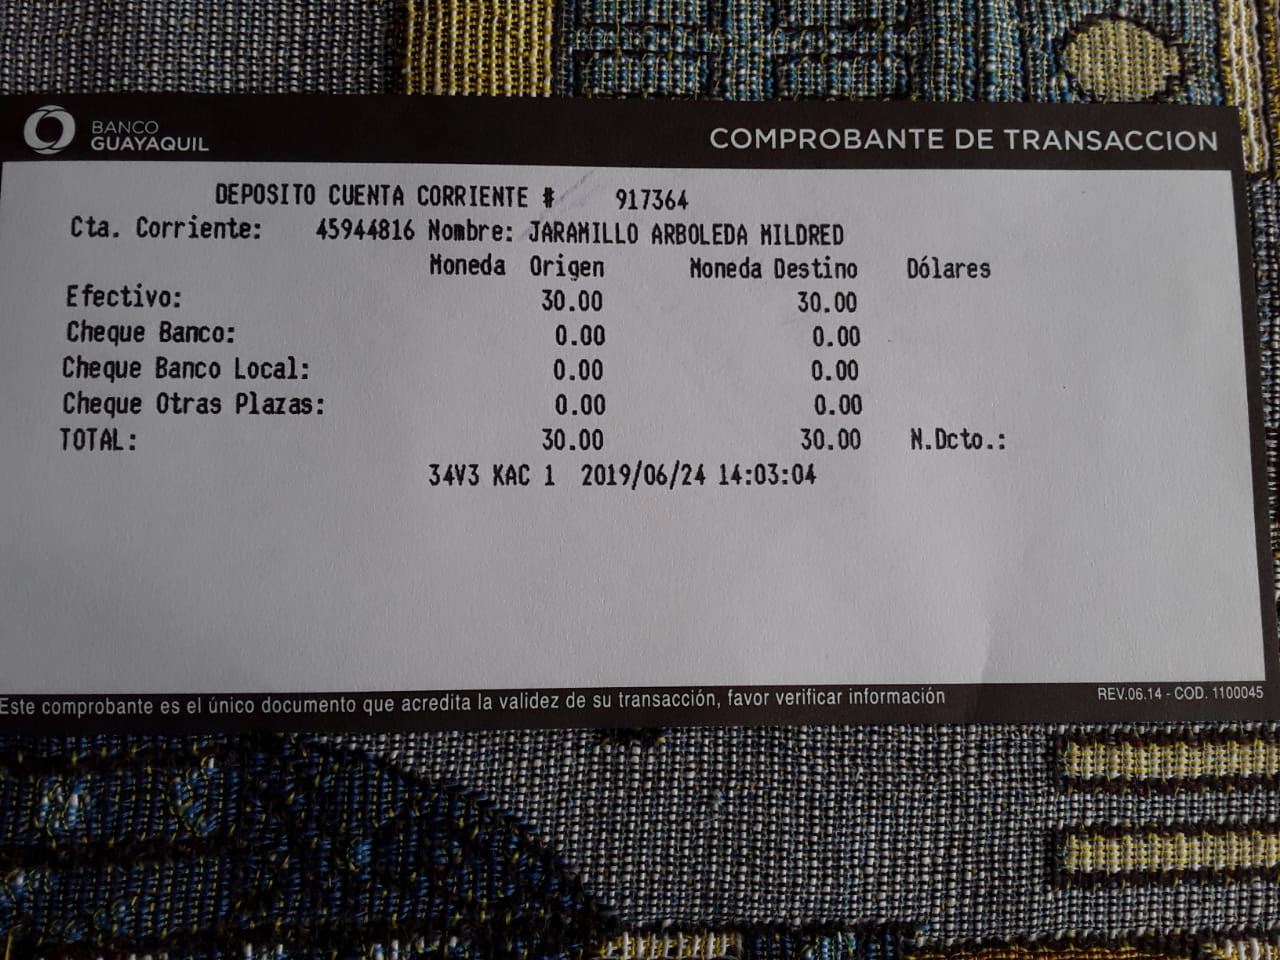 BANCO
GUAYAQUIL
COMPROBANTE DE TRANSACCION
DEPOSITO CUENTA CORRIENTE # 917364
Cta. Corriente: 45944816 Nombre: JARAMILLO ARBOLEDA MILDRED
Moneda Origen Moneda Destino Dólares
Efectivo: 30.00 30.00
Cheque Banco: 0.00 0.00
Cheque Banco Local: 0.00 0.00
Cheque Otras Plazas: 0.00 0.00
TOTAL: 30.00 30.00 N.Dcto.:
34V3 KAC 1 2019/06/24 14:03:04
Este comprobante es el único documento que acredita la validez de su transacción, favor verificar información
REV.06.14 - COD. 1100045